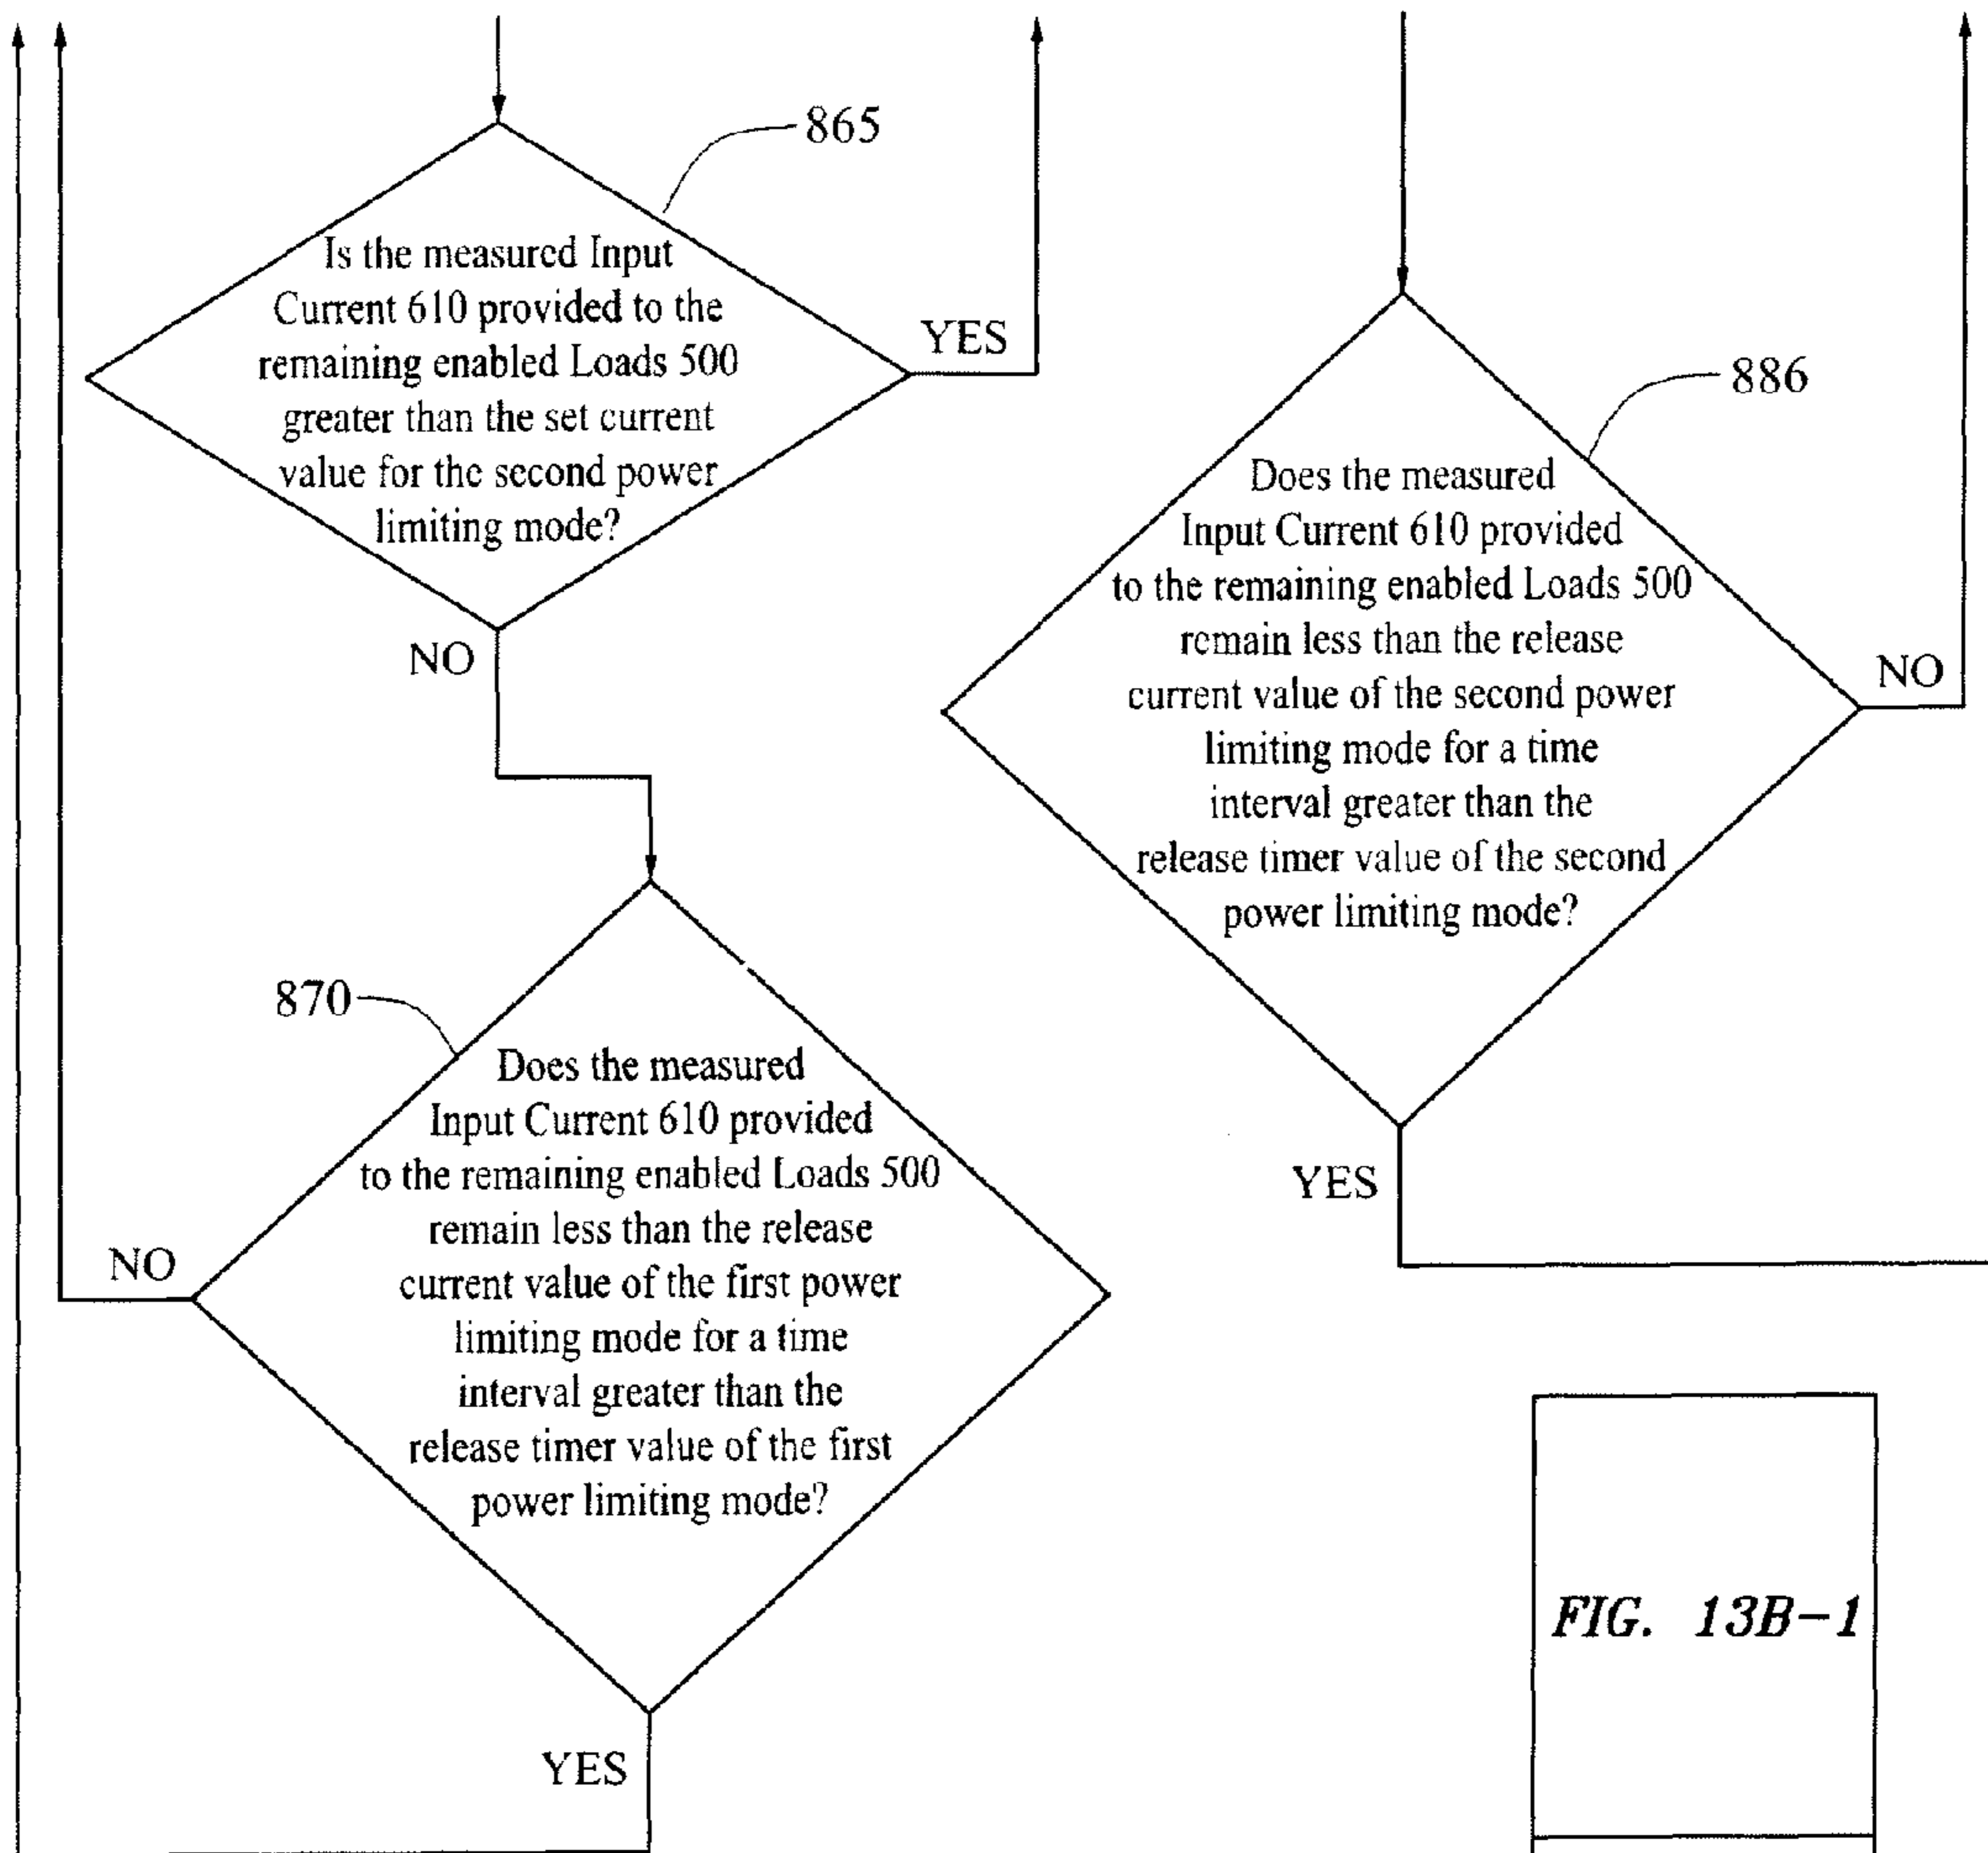 865
Is the measured Input
Current 610 provided to the
remaining enabled Loads 500
greater than the set current
value for the second power
limiting mode?
YES
NO
886
Does the measured
Input Current 610 provided
to the remaining enabled Loads 500
remain less than the release
current value of the second power
limiting mode for a time
interval greater than the
release timer value of the second
power limiting mode?
NO
YES
870
Does the measured
Input Current 610 provided
to the remaining enabled Loads 500
remain less than the release
current value of the first power
limiting mode for a time
interval greater than the
release timer value of the first
power limiting mode?
NO
YES
FIG. 13B-1